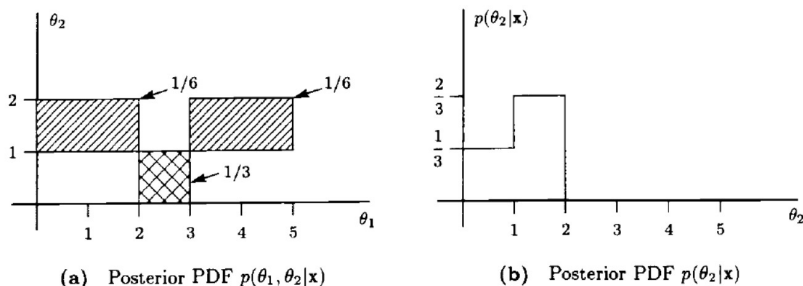 θ₂
p(θ₂|x)
1/6
1/6
2
1
1/3
1 2 3 4 5 θ₁
2/3
1/3
1 2 3 4 5 θ₂
(a) Posterior PDF p(θ₁, θ₂|x)
(b) Posterior PDF p(θ₂|x)